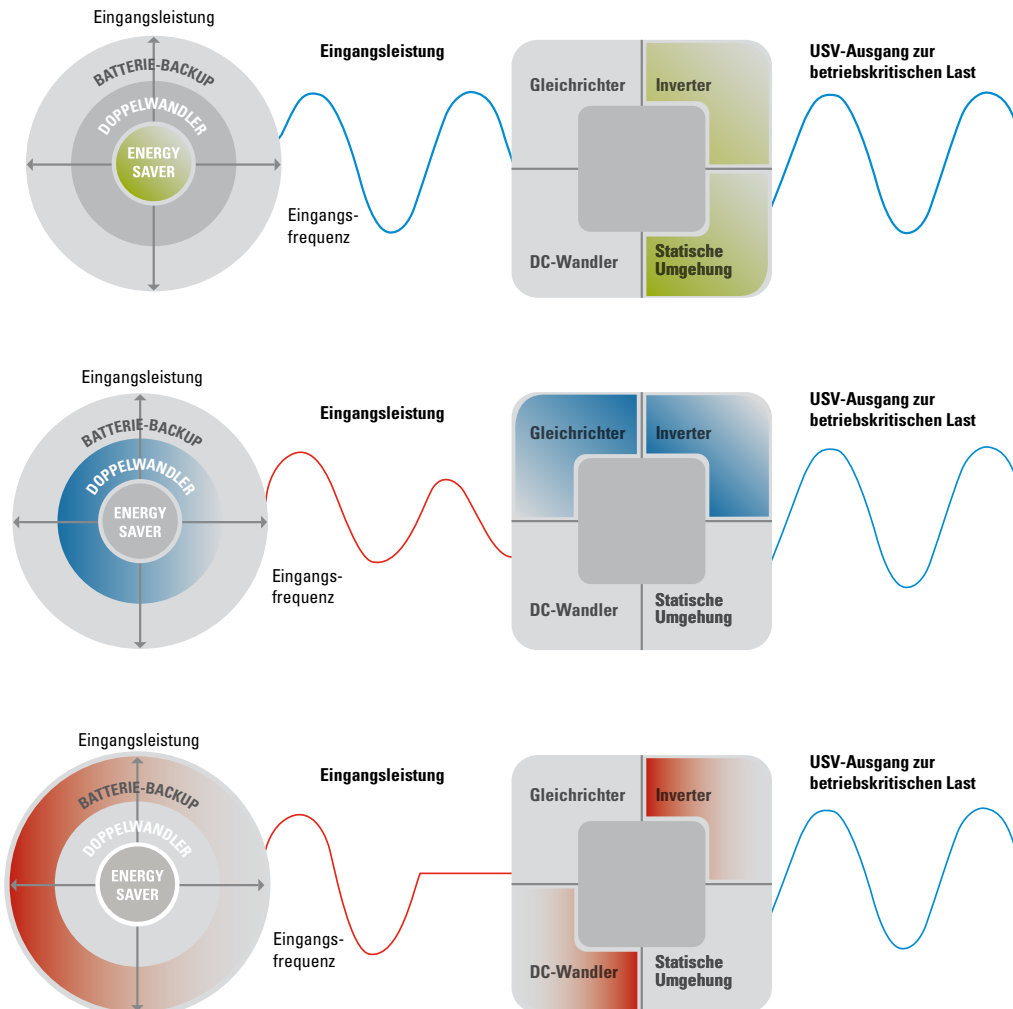 Eingangsleistung
BATTERIE-BACKUP
DOPPELWANDLER
ENERGY
SAVER
Eingangs-
frequenz
Eingangsleistung
Gleichrichter
Inverter
DC-Wandler
Statische
Umgehung
USV-Ausgang zur
betriebskritischen Last
Eingangsleistung
BATTERIE-BACKUP
DOPPELWANDLER
ENERGY
SAVER
Eingangs-
frequenz
Eingangsleistung
Gleichrichter
Inverter
DC-Wandler
Statische
Umgehung
USV-Ausgang zur
betriebskritischen Last
Eingangsleistung
BATTERIE-BACKUP
DOPPELWANDLER
ENERGY
SAVER
Eingangs-
frequenz
Eingangsleistung
Gleichrichter
Inverter
DC-Wandler
Statische
Umgehung
USV-Ausgang zur
betriebskritischen Last